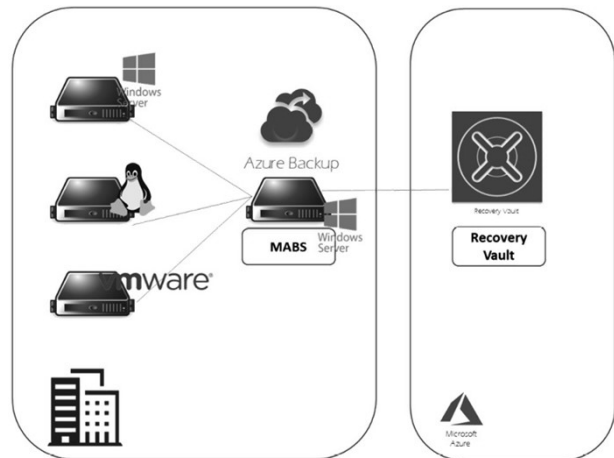 Windows
Server
vmware®
Azure Backup
MABS
Windows
Server
Recovery Vault
Recovery
Vault
Microsoft
Azure